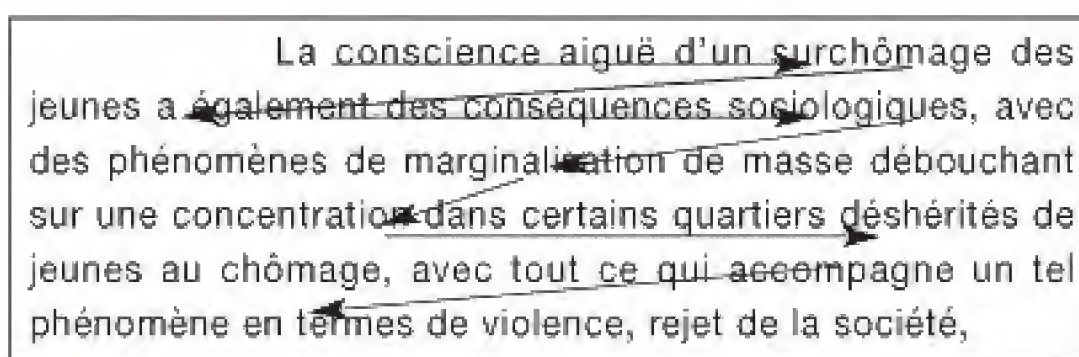 La conscience aiguë d'un surchômage des
jeunes a également des conséquences sociologiques, avec
des phénomènes de marginalisation de masse débouchant
sur une concentration dans certains quartiers déshérités de
jeunes au chômage, avec tout ce qui accompagne un tel
phénomène en termes de violence, rejet de la société,